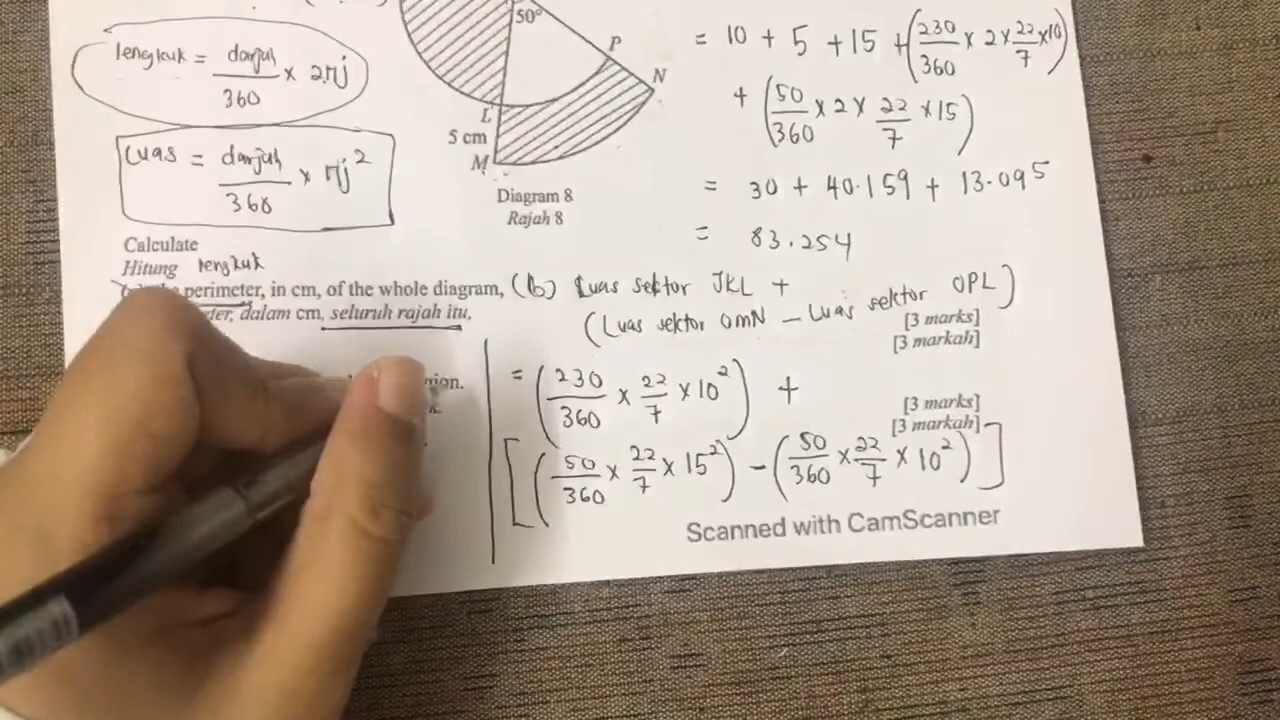 lengkuk = darjah/360 × 2πj
Luas = darjah/360 × πj²
50°
P
N
L
5 cm
M
Diagram 8
Rajah 8
= 10 + 5 + 15 + (230/360 × 2 × 22/7 × 10)
+ (50/360 × 2 × 22/7 × 15)
= 30 + 40.159 + 13.095
= 83.254
Calculate
Hitung lengkuk
perimeter, in cm, of the whole diagram,
dalam cm, seluruh rajah itu,
[3 marks]
[3 markah]
(b) Luas sektor JKL +
(Luas sektor OMN – Luas sektor OPL)
= (230/360 × 22/7 × 10²) +
[(50/360 × 22/7 × 15²) – (50/360 × 22/7 × 10²)]
[3 marks]
[3 markah]
Scanned with CamScanner